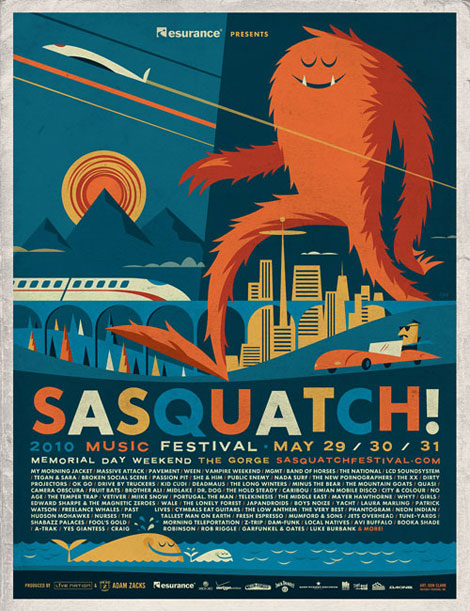 esurance PRESENTS
SASQUATCH!
2010 MUSIC FESTIVAL • MAY 29 / 30 / 31
MEMORIAL DAY WEEKEND THE GORGE SASQUATCHFESTIVAL.COM
MY MORNING JACKET / MASSIVE ATTACK / PAVEMENT / WEEN / VAMPIRE WEEKEND / MGMT / BAND OF HORSES / THE NATIONAL / LCD SOUNDSYSTEM
/ TEGAN & SARA / BROKEN SOCIAL SCENE / PASSION PIT / SHE & HIM / PUBLIC ENEMY / NADA SURF / THE NEW PORNOGRAPHERS / THE XX / DIRTY
PROJECTORS / OK GO / DRIVE BY TRUCKERS / KID CUDI / DEADMAU5 / THE LONG WINTERS / MINUS THE BEAR / THE MOUNTAIN GOATS / QUASI /
CAMERA OBSCURA / FRUIT BATS / BROTHER ALI / MIKE / DR. DOG / THE HOLD STEADY / CARIBOU / SIMIAN MOBILE DISCO / CITY & COLOUR / NO
AGE / THE TEMPER TRAP / VETIVER / MIKE SNOW / PORTUGAL. THE MAN / TELEKINESIS / THE MIDDLE EAST / MAYER HAWTHORNE / WHY? / GIRLS /
EDWARD SHARPE & THE MAGNETIC ZEROES / WALE / THE LONELY FOREST / JAPANDROIDS / BOYS NOIZE / YACHT / LAURA MARLING / PATRICK
WATSON / FREELANCE WHALES / PAST LIVES / CYMBALS EAT GUITARS / THE LOW ANTHEM / THE VERY BEST / PHANTOGRAM / NEON INDIAN /
HUDSON MOHAWKE / NURSES / THE TALLEST MAN ON EARTH / FRESH ESPRESSO / MUMFORD & SONS / JETS OVERHEAD / TUNE-YARDS /
SHABAZZ PALACES / FOOL'S GOLD / MORNING TELEPORTATION / Z-TRIP / DAM-FUNK / LOCAL NATIVES / AVI BUFFALO / BOOKA SHADE
/ A-TRAK / YES GIANTESS / CRAIG ROBINSON / ROB RIGGLE / GARFUNKEL & OATES / LUKE BURBANK & MORE!
PRODUCED BY LIVE NATION & ADAM ZACKS esurance verizon